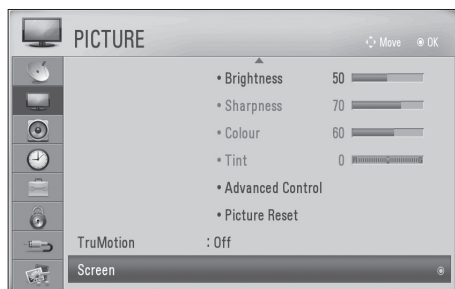 PICTURE Move OK
• Brightness 50
• Sharpness 70
• Colour 60
• Tint 0
• Advanced Control
• Picture Reset
TruMotion : Off
Screen